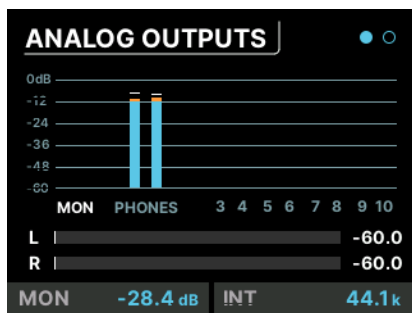 ANALOG OUTPUTS
0dB
-12
-24
-36
-48
-60
MON PHONES 3 4 5 6 7 8 9 10
L -60.0
R -60.0
MON -28.4 dB INT 44.1k